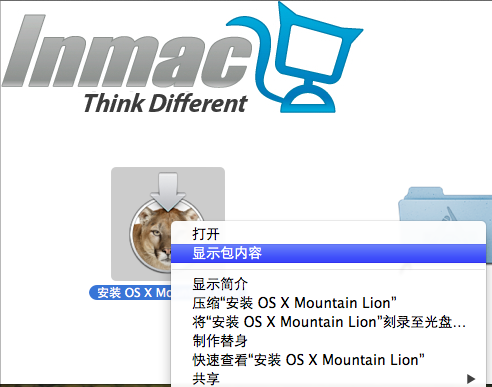 Inmac
Think Different
安装 OS X Mo
打开
显示包内容
显示简介
压缩“安装 OS X Mountain Lion”
将“安装 OS X Mountain Lion”刻录至光盘...
制作替身
快速查看“安装 OS X Mountain Lion”
共享